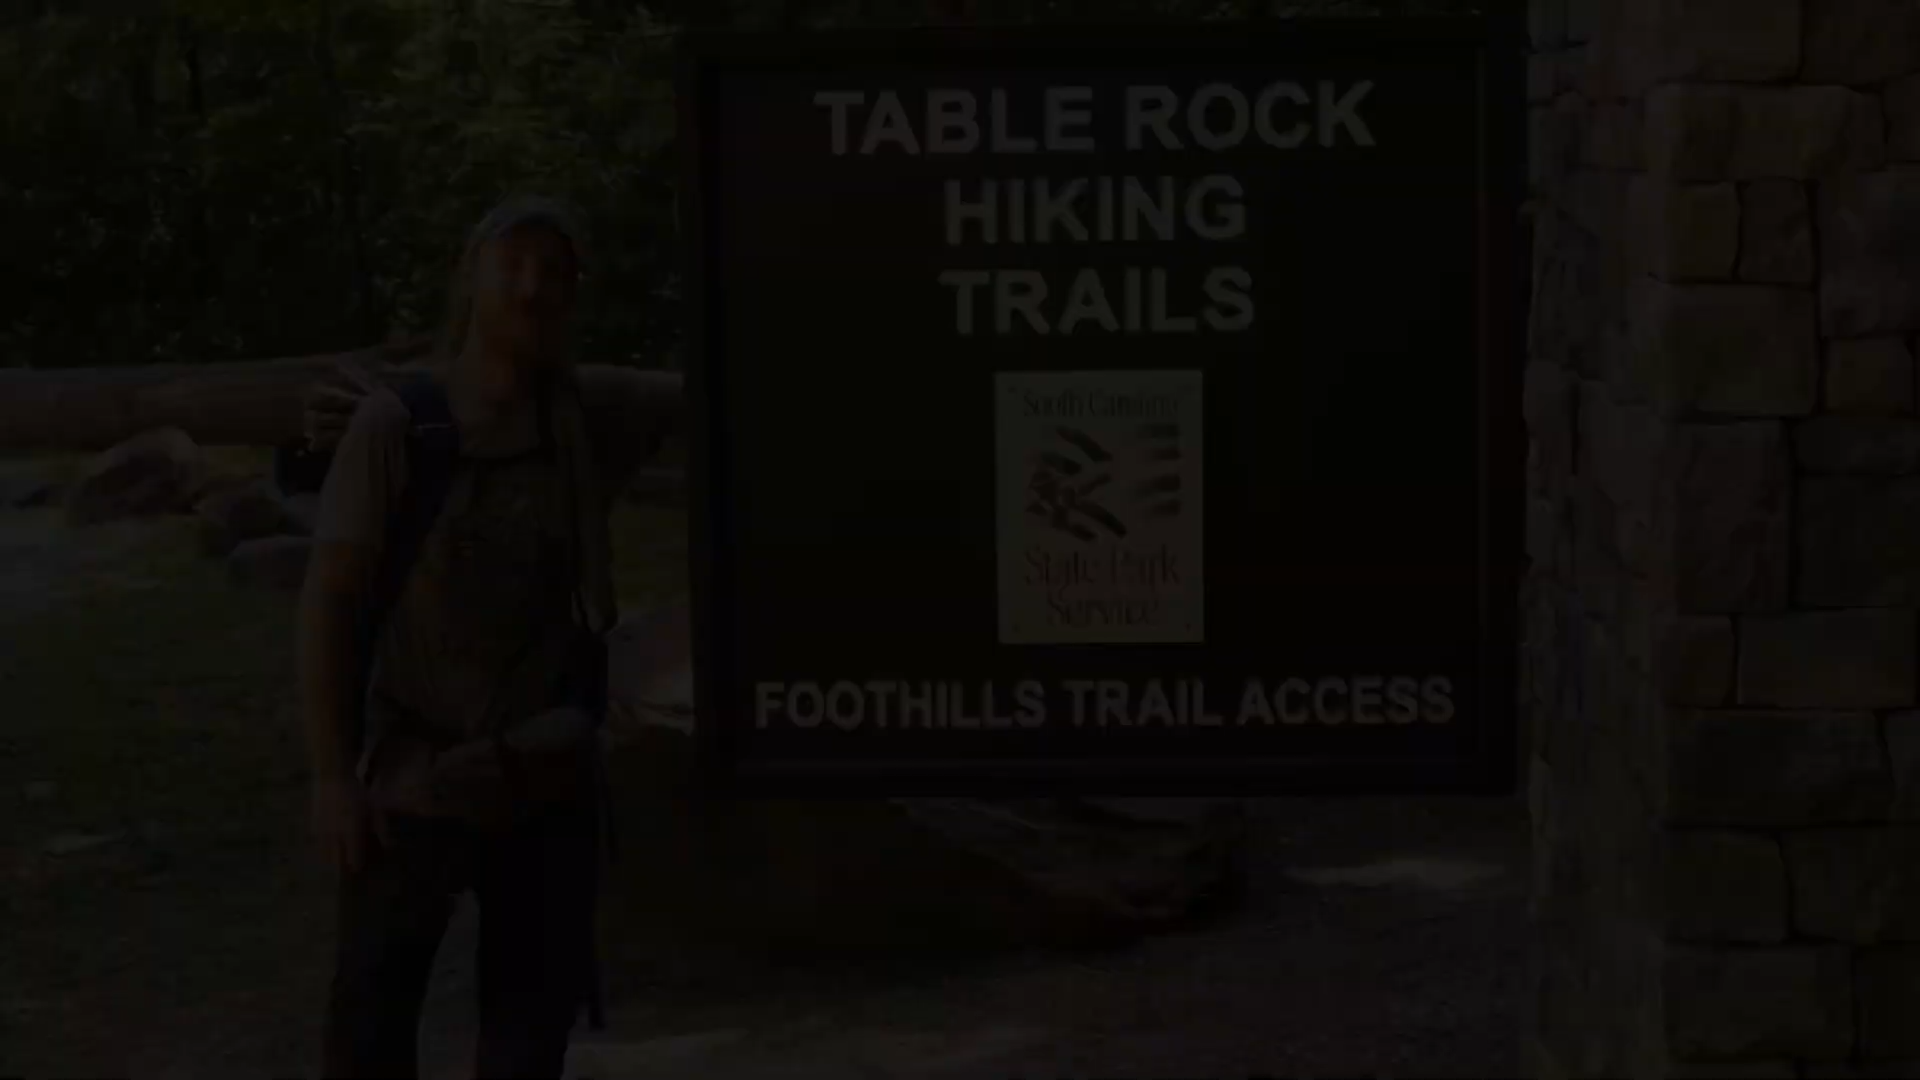 TABLE ROCK
HIKING
TRAILS
South Carolina
State Park
Service
FOOTHILLS TRAIL ACCESS